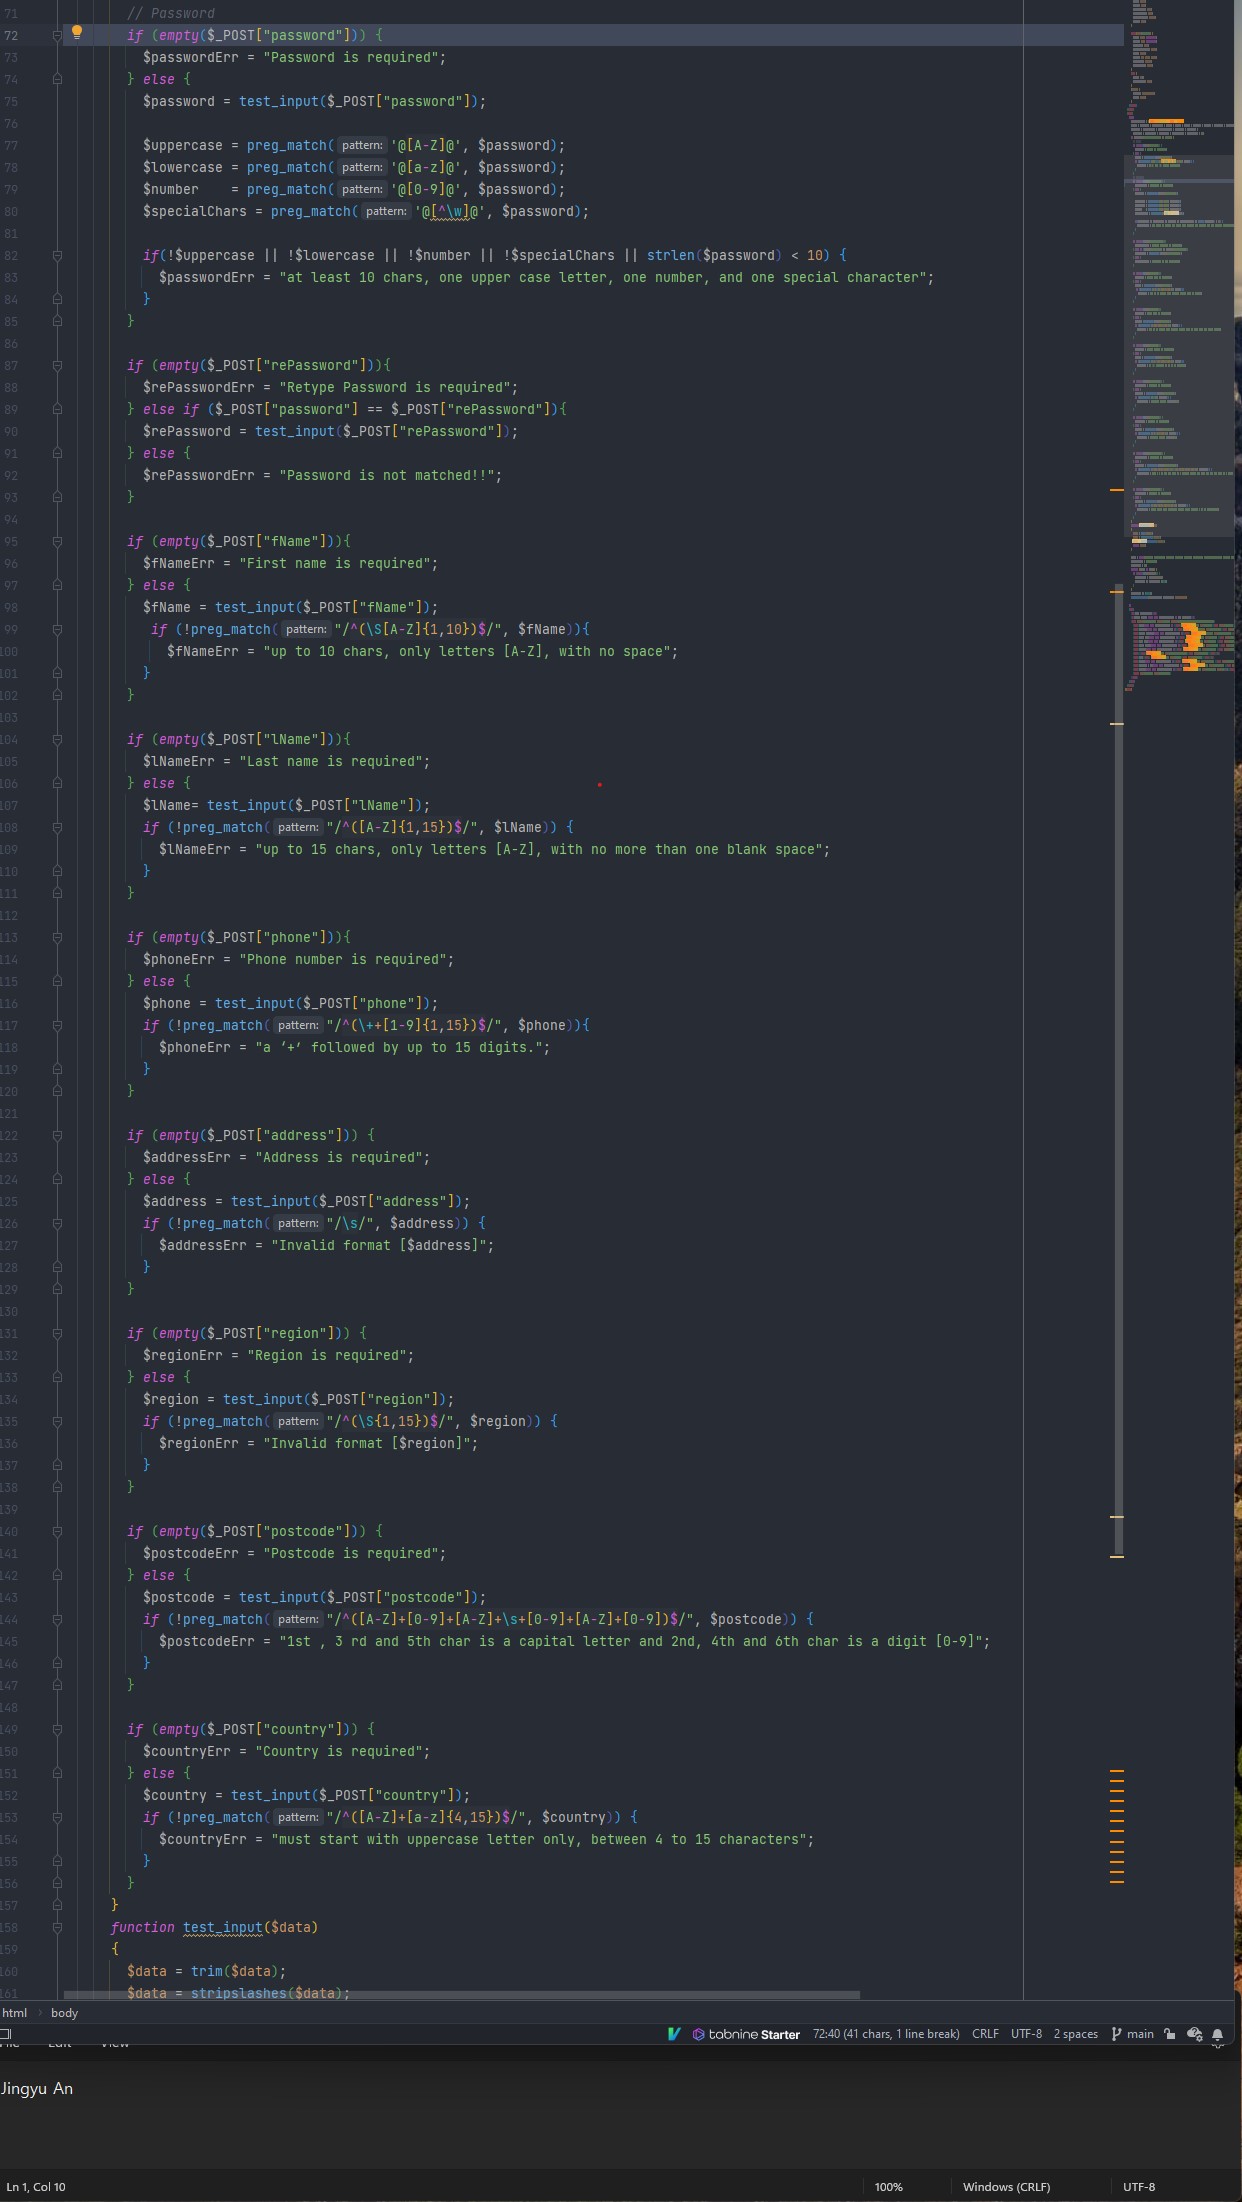 71 // Password
72 if (empty($_POST["password"])) {
73 $passwordErr = "Password is required";
74 } else {
75 $password = test_input($_POST["password"]);
76
77 $uppercase = preg_match( pattern: '@[A-Z]@', $password);
78 $lowercase = preg_match( pattern: '@[a-z]@', $password);
79 $number    = preg_match( pattern: '@[0-9]@', $password);
80 $specialChars = preg_match( pattern: '@[^\w]@', $password);
81
82 if(!$uppercase || !$lowercase || !$number || !$specialChars || strlen($password) < 10) {
83 $passwordErr = "at least 10 chars, one upper case letter, one number, and one special character";
84 }
85 }
86
87 if (empty($_POST["rePassword"])){
88 $rePasswordErr = "Retype Password is required";
89 } else if ($_POST["password"] == $_POST["rePassword"]){
90 $rePassword = test_input($_POST["rePassword"]);
91 } else {
92 $rePasswordErr = "Password is not matched!!";
93 }
94
95 if (empty($_POST["fName"])){
96 $fNameErr = "First name is required";
97 } else {
98 $fName = test_input($_POST["fName"]);
99 if (!preg_match( pattern: "/^(\S[A-Z]{1,10})$/", $fName)){
100 $fNameErr = "up to 10 chars, only letters [A-Z], with no space";
101 }
102 }
103
104 if (empty($_POST["lName"])){
105 $lNameErr = "Last name is required";
106 } else {
107 $lName= test_input($_POST["lName"]);
108 if (!preg_match( pattern: "/^([A-Z]{1,15})$/", $lName)) {
109 $lNameErr = "up to 15 chars, only letters [A-Z], with no more than one blank space";
110 }
111 }
112
113 if (empty($_POST["phone"])){
114 $phoneErr = "Phone number is required";
115 } else {
116 $phone = test_input($_POST["phone"]);
117 if (!preg_match( pattern: "/^(\++[1-9]{1,15})$/", $phone)){
118 $phoneErr = "a ‘+’ followed by up to 15 digits.";
119 }
120 }
121
122 if (empty($_POST["address"])) {
123 $addressErr = "Address is required";
124 } else {
125 $address = test_input($_POST["address"]);
126 if (!preg_match( pattern: "/\s/", $address)) {
127 $addressErr = "Invalid format [$address]";
128 }
129 }
130
131 if (empty($_POST["region"])) {
132 $regionErr = "Region is required";
133 } else {
134 $region = test_input($_POST["region"]);
135 if (!preg_match( pattern: "/^(\S{1,15})$/", $region)) {
136 $regionErr = "Invalid format [$region]";
137 }
138 }
139
140 if (empty($_POST["postcode"])) {
141 $postcodeErr = "Postcode is required";
142 } else {
143 $postcode = test_input($_POST["postcode"]);
144 if (!preg_match( pattern: "/^([A-Z]+[0-9]+[A-Z]+\s+[0-9]+[A-Z]+[0-9])$/", $postcode)) {
145 $postcodeErr = "1st , 3 rd and 5th char is a capital letter and 2nd, 4th and 6th char is a digit [0-9]";
146 }
147 }
148
149 if (empty($_POST["country"])) {
150 $countryErr = "Country is required";
151 } else {
152 $country = test_input($_POST["country"]);
153 if (!preg_match( pattern: "/^([A-Z]+[a-z]{4,15})$/", $country)) {
154 $countryErr = "must start with uppercase letter only, between 4 to 15 characters";
155 }
156 }
157 }
158 function test_input($data)
159 {
160 $data = trim($data);
161 $data = stripslashes($data);
html › body
tabnine Starter 72:40 (41 chars, 1 line break) CRLF UTF-8 2 spaces main
File Edit View
Jingyu An
Ln 1, Col 10 100% Windows (CRLF) UTF-8